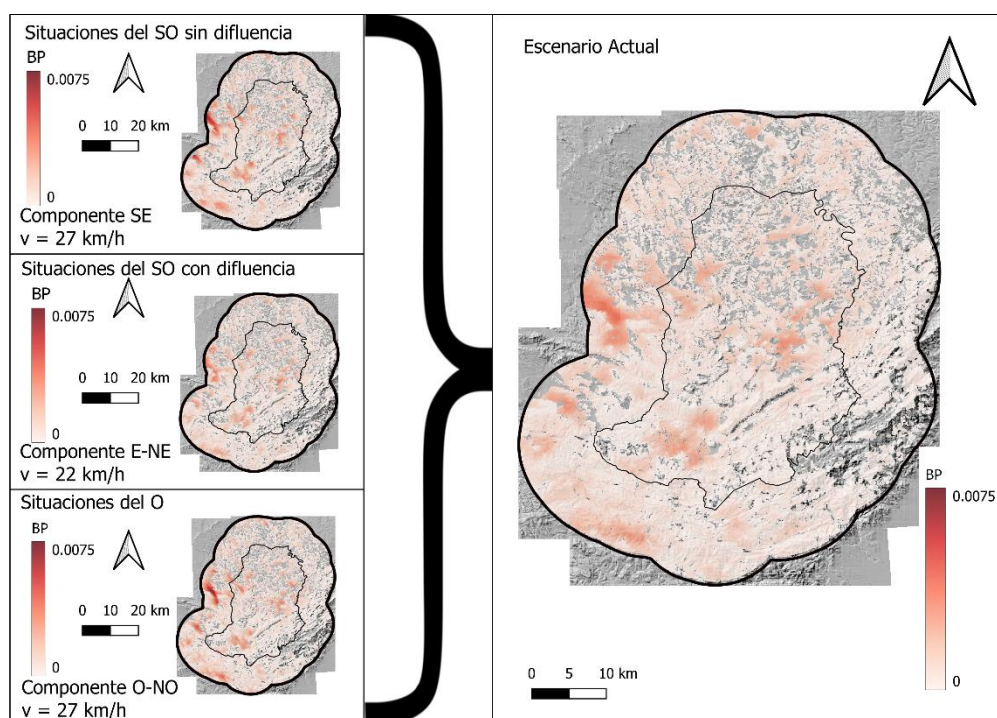 Situaciones del SO sin difluencia
BP
0.0075
0
0 10 20 km
Componente SE
v = 27 km/h
Situaciones del SO con difluencia
BP
0.0075
0
0 10 20 km
Componente E-NE
v = 22 km/h
Situaciones del O
BP
0.0075
0
0 10 20 km
Componente O-NO
v = 27 km/h
Escenario Actual
BP
0.0075
0
0 5 10 km